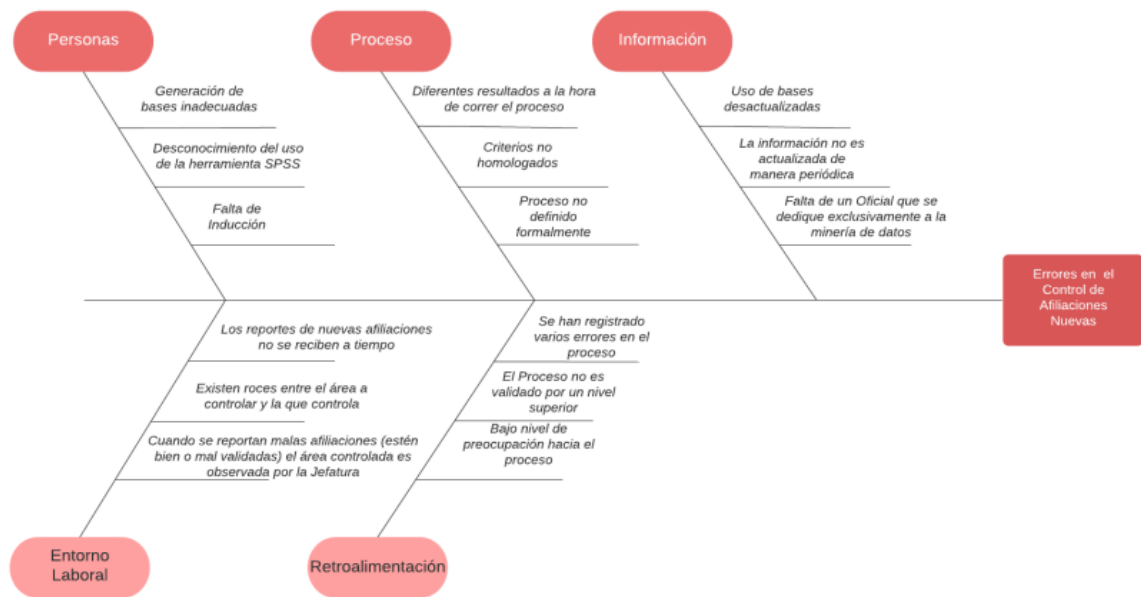 Personas
Proceso
Información
Generación de
bases inadecuadas
Desconocimiento del uso
de la herramienta SPSS
Falta de
Inducción
Diferentes resultados a la hora
de correr el proceso
Criterios no
homologados
Proceso no
definido
formalmente
Uso de bases
desactualizadas
La información no es
actualizada de
manera periódica
Falta de un Oficial que se
dedique exclusivamente a la
minería de datos
Errores en el
Control de
Afiliaciones
Nuevas
Los reportes de nuevas afiliaciones
no se reciben a tiempo
Existen roces entre el área a
controlar y la que controla
Cuando se reportan malas afiliaciones (estén
bien o mal validadas) el área controlada es
observada por la Jefatura
Se han registrado
varios errores en el
proceso
El Proceso no es
validado por un nivel
superior
Bajo nivel de
preocupación hacia el
proceso
Entorno
Laboral
Retroalimentación